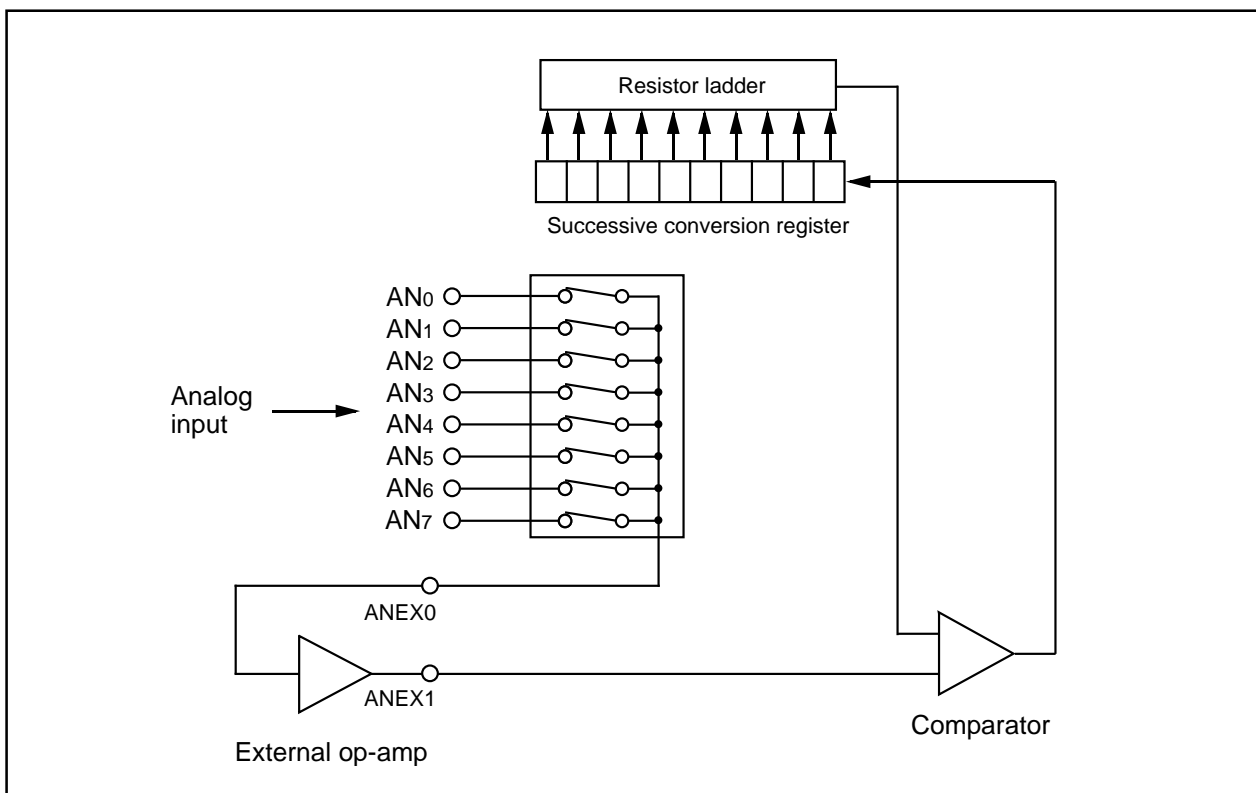 Resistor ladder
Successive conversion register
AN0
AN1
AN2
AN3
AN4
AN5
AN6
AN7
Analog
input
ANEX0
ANEX1
External op-amp
Comparator